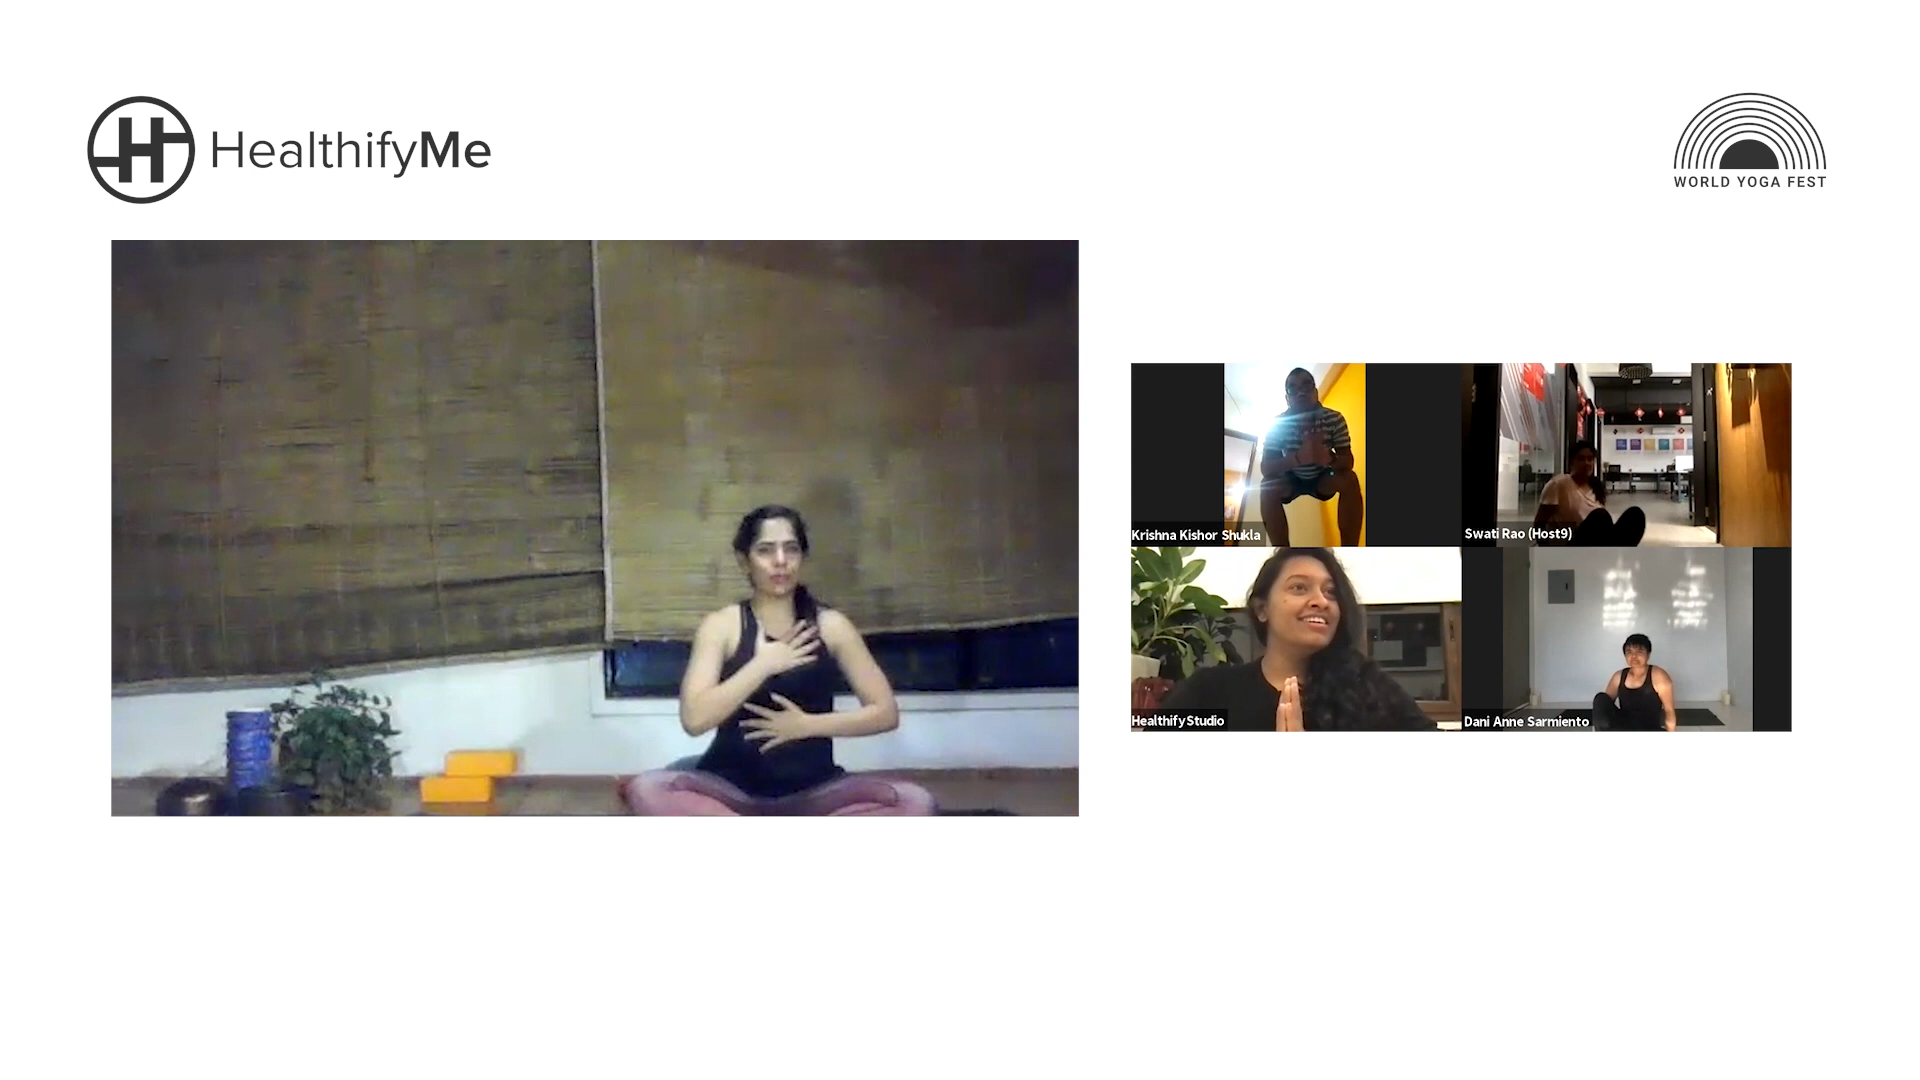 HealthifyMe
WORLD YOGA FEST
Krishna Kishor Shukla
Swati Rao (Host9)
Healthify Studio
Dani Anne Sarmiento